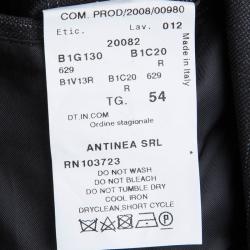 COM. PROD/2008/00980
Etic. Lav. 012
20082
B1G130 B1C20
629 R
B1V13R B1C20 R
629 R
TG. 54
DT.IN.COM
Ordine stagionale
Made in Italy
ANTINEA SRL
RN103723
DO NOT WASH
DO NOT BLEACH
DO NOT TUMBLE DRY
COOL IRON
DRYCLEAN, SHORT CYCLE
P